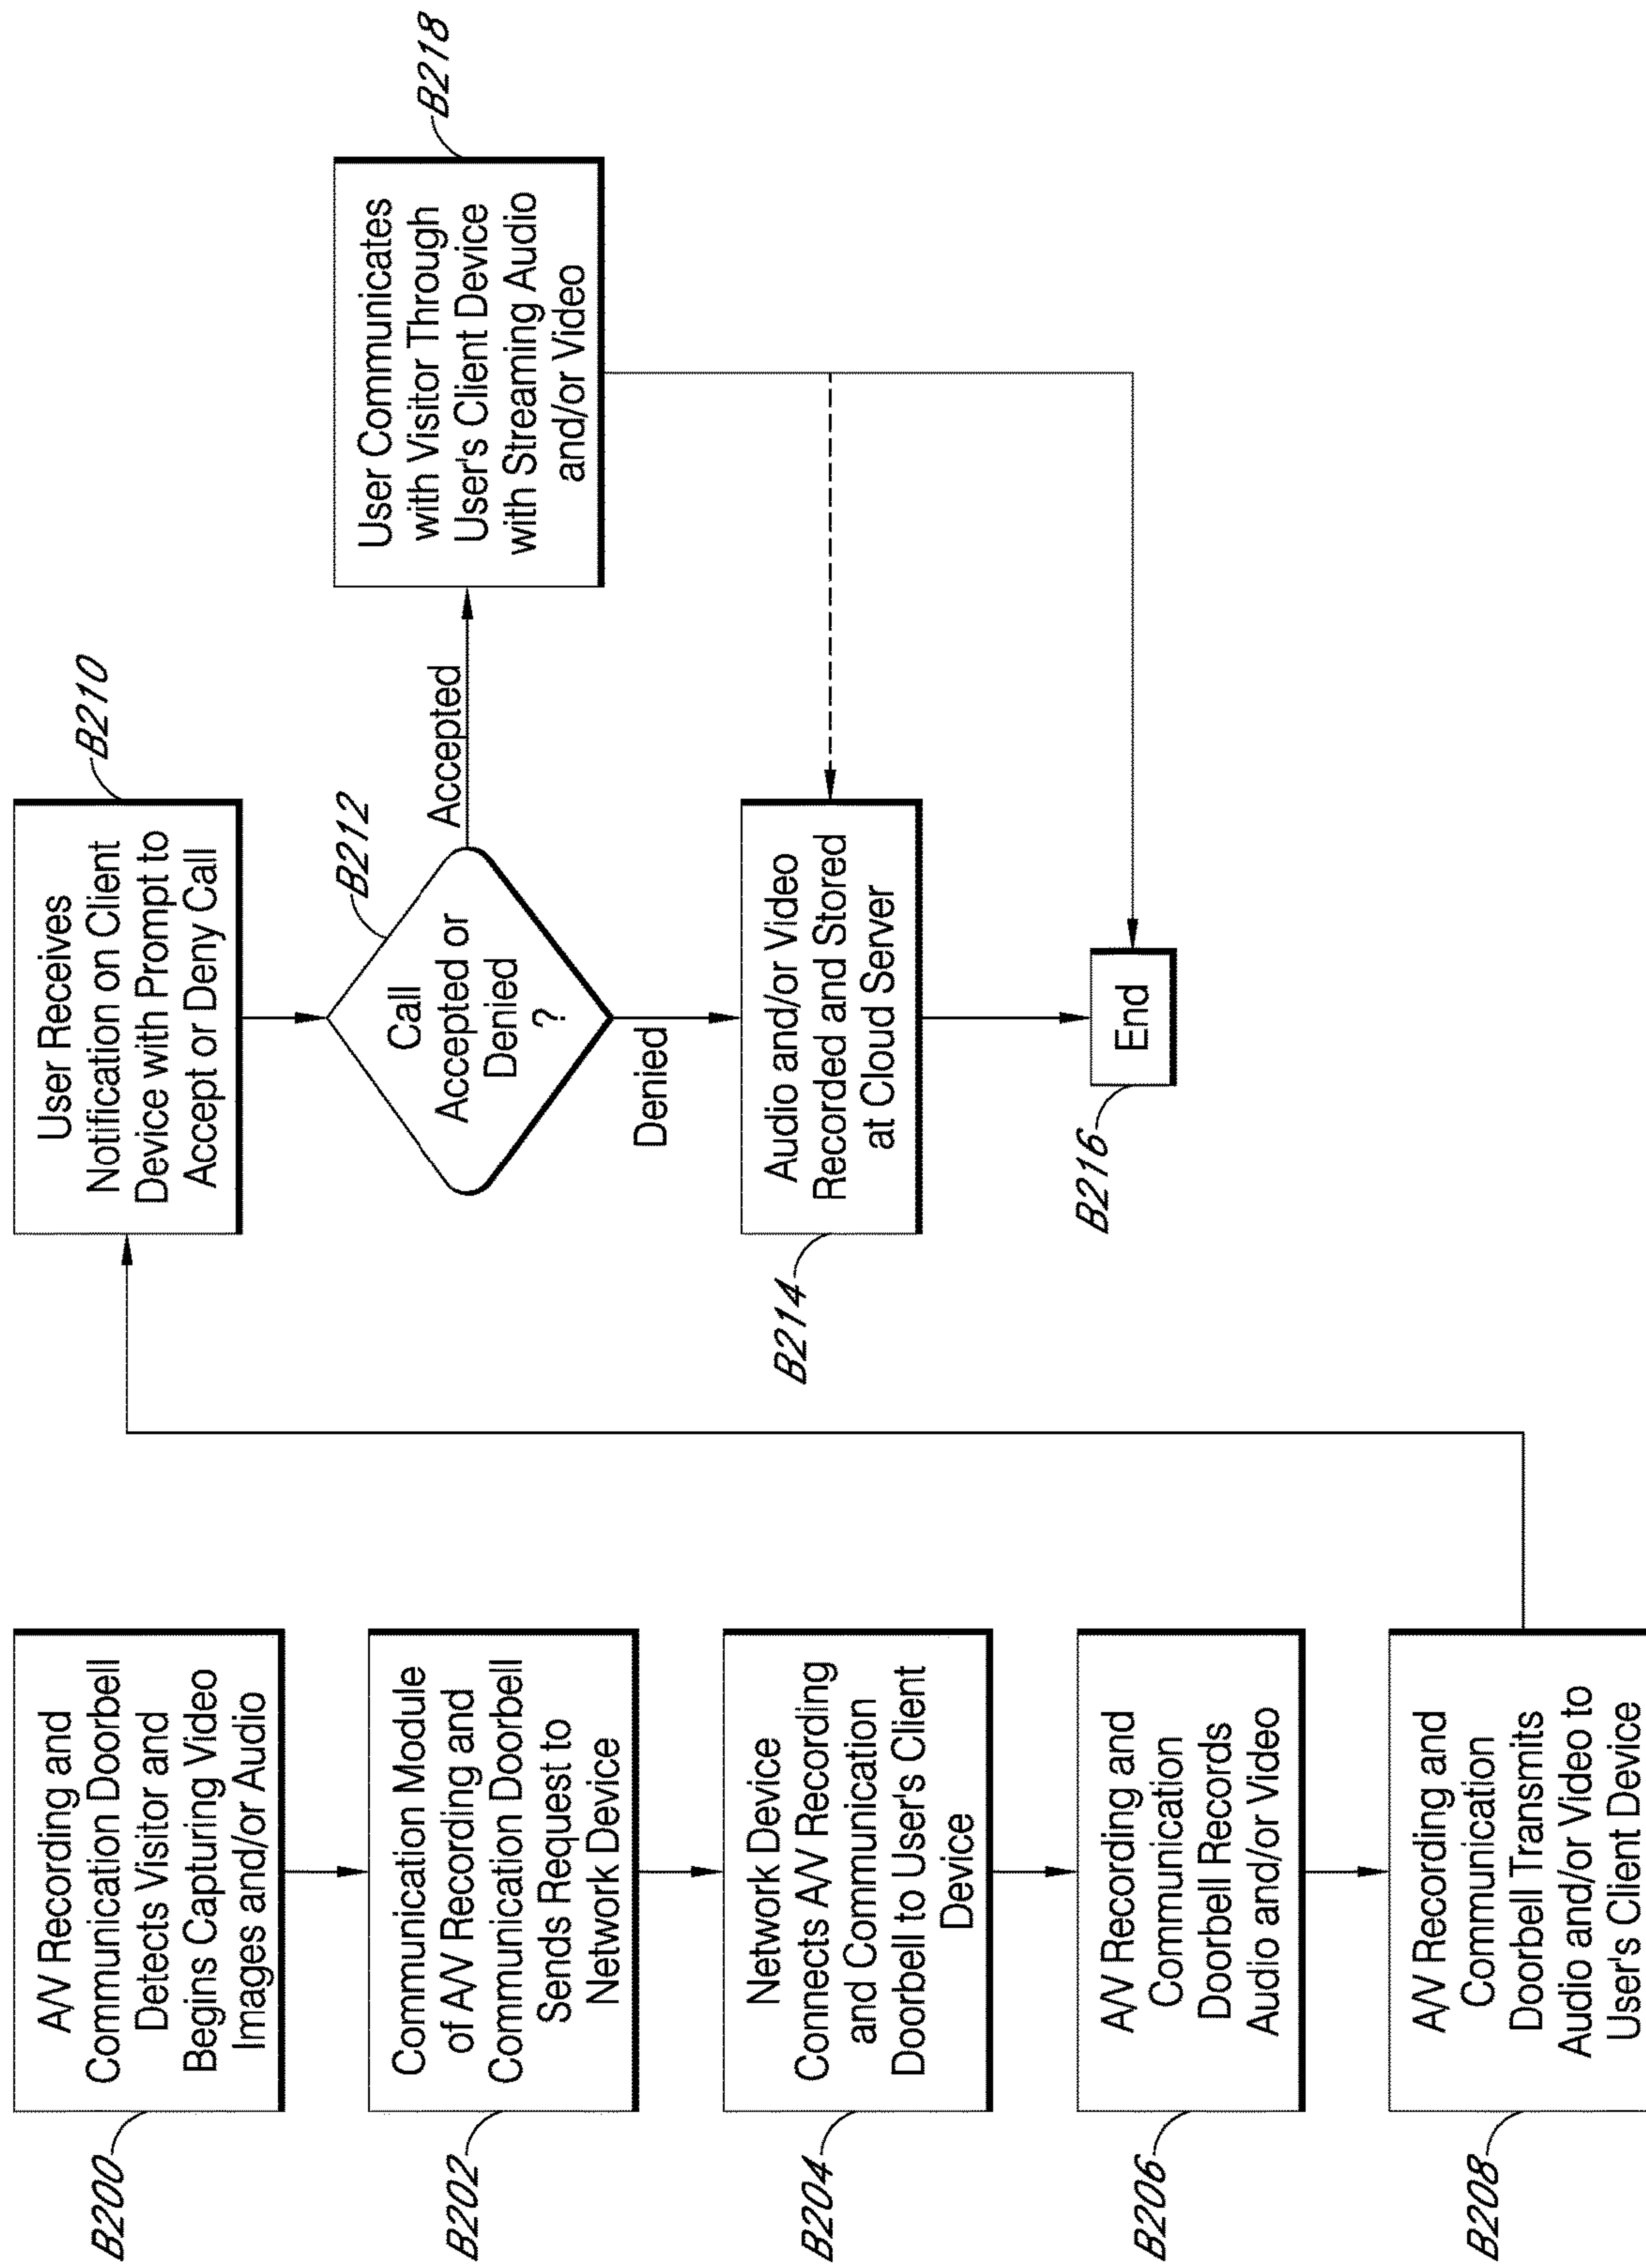 A/V Recording and
Communication Doorbell
Detects Visitor and
Begins Capturing Video
Images and/or Audio
B200
Communication Module
of A/V Recording and
Communication Doorbell
Sends Request to
Network Device
B202
Network Device
Connects A/V Recording
and Communication
Doorbell to User's Client
Device
B204
A/V Recording and
Communication
Doorbell Records
Audio and/or Video
B206
A/V Recording and
Communication
Doorbell Transmits
Audio and/or Video to
User's Client Device
B208
User Receives
Notification on Client
Device with Prompt to
Accept or Deny Call
B210
Call
Accepted or
Denied
?
B212
Accepted
Denied
User Communicates
with Visitor Through
User's Client Device
with Streaming Audio
and/or Video
B218
Audio and/or Video
Recorded and Stored
at Cloud Server
B214
End
B216